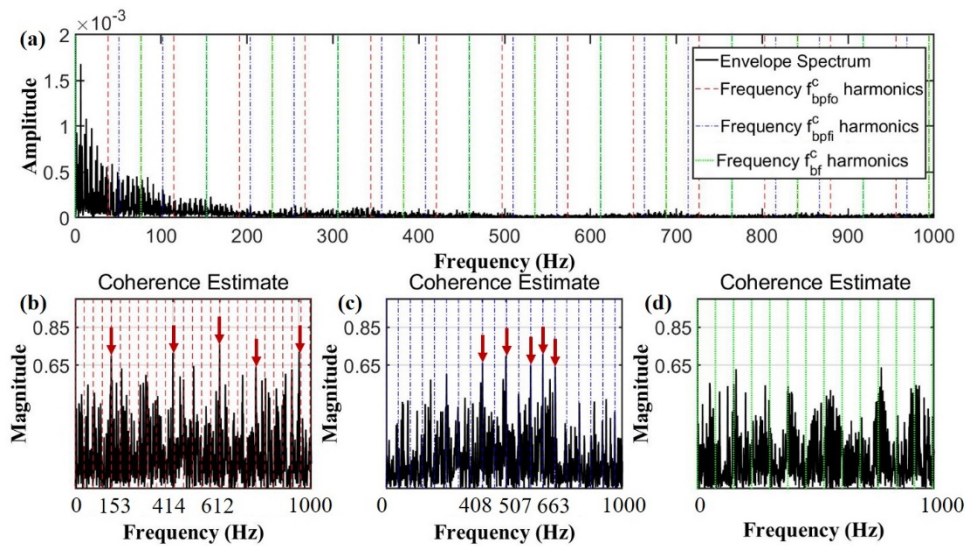 (a)
×10⁻³
2
1.5
1
0.5
0
Amplitude
Envelope Spectrum
Frequency f^c_bpfo harmonics
Frequency f^c_bpfi harmonics
Frequency f^c_bf harmonics
0 100 200 300 400 500 600 700 800 900 1000
Frequency (Hz)
(b)
Coherence Estimate
0.85
0.65
Magnitude
0 153 414 612 1000
Frequency (Hz)
(c)
Coherence Estimate
0.85
0.65
Magnitude
0 408 507 663 1000
Frequency (Hz)
(d)
Coherence Estimate
0.85
0.65
Magnitude
0 1000
Frequency (Hz)